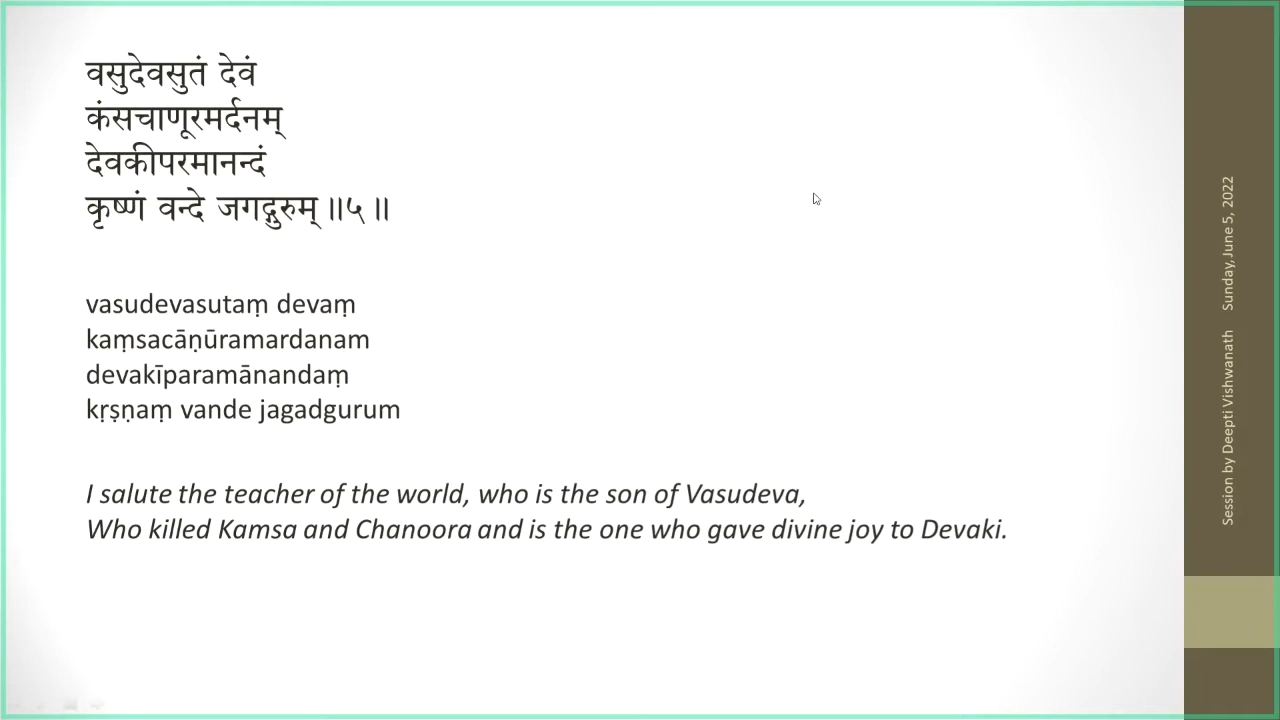 वसुदेवसुतं देवं
कंसचाणूरमर्दनम्
देवकीपरमानन्दं
कृष्णं वन्दे जगद्गुरुम् ॥५॥
vasudevasutaṃ devaṃ
kaṃsacāṇūramardanam
devakīparamānandaṃ
kṛṣṇaṃ vande jagadgurum
I salute the teacher of the world, who is the son of Vasudeva,
Who killed Kamsa and Chanoora and is the one who gave divine joy to Devaki.
Session by Deepti Vishwanath Sunday, June 5, 2022